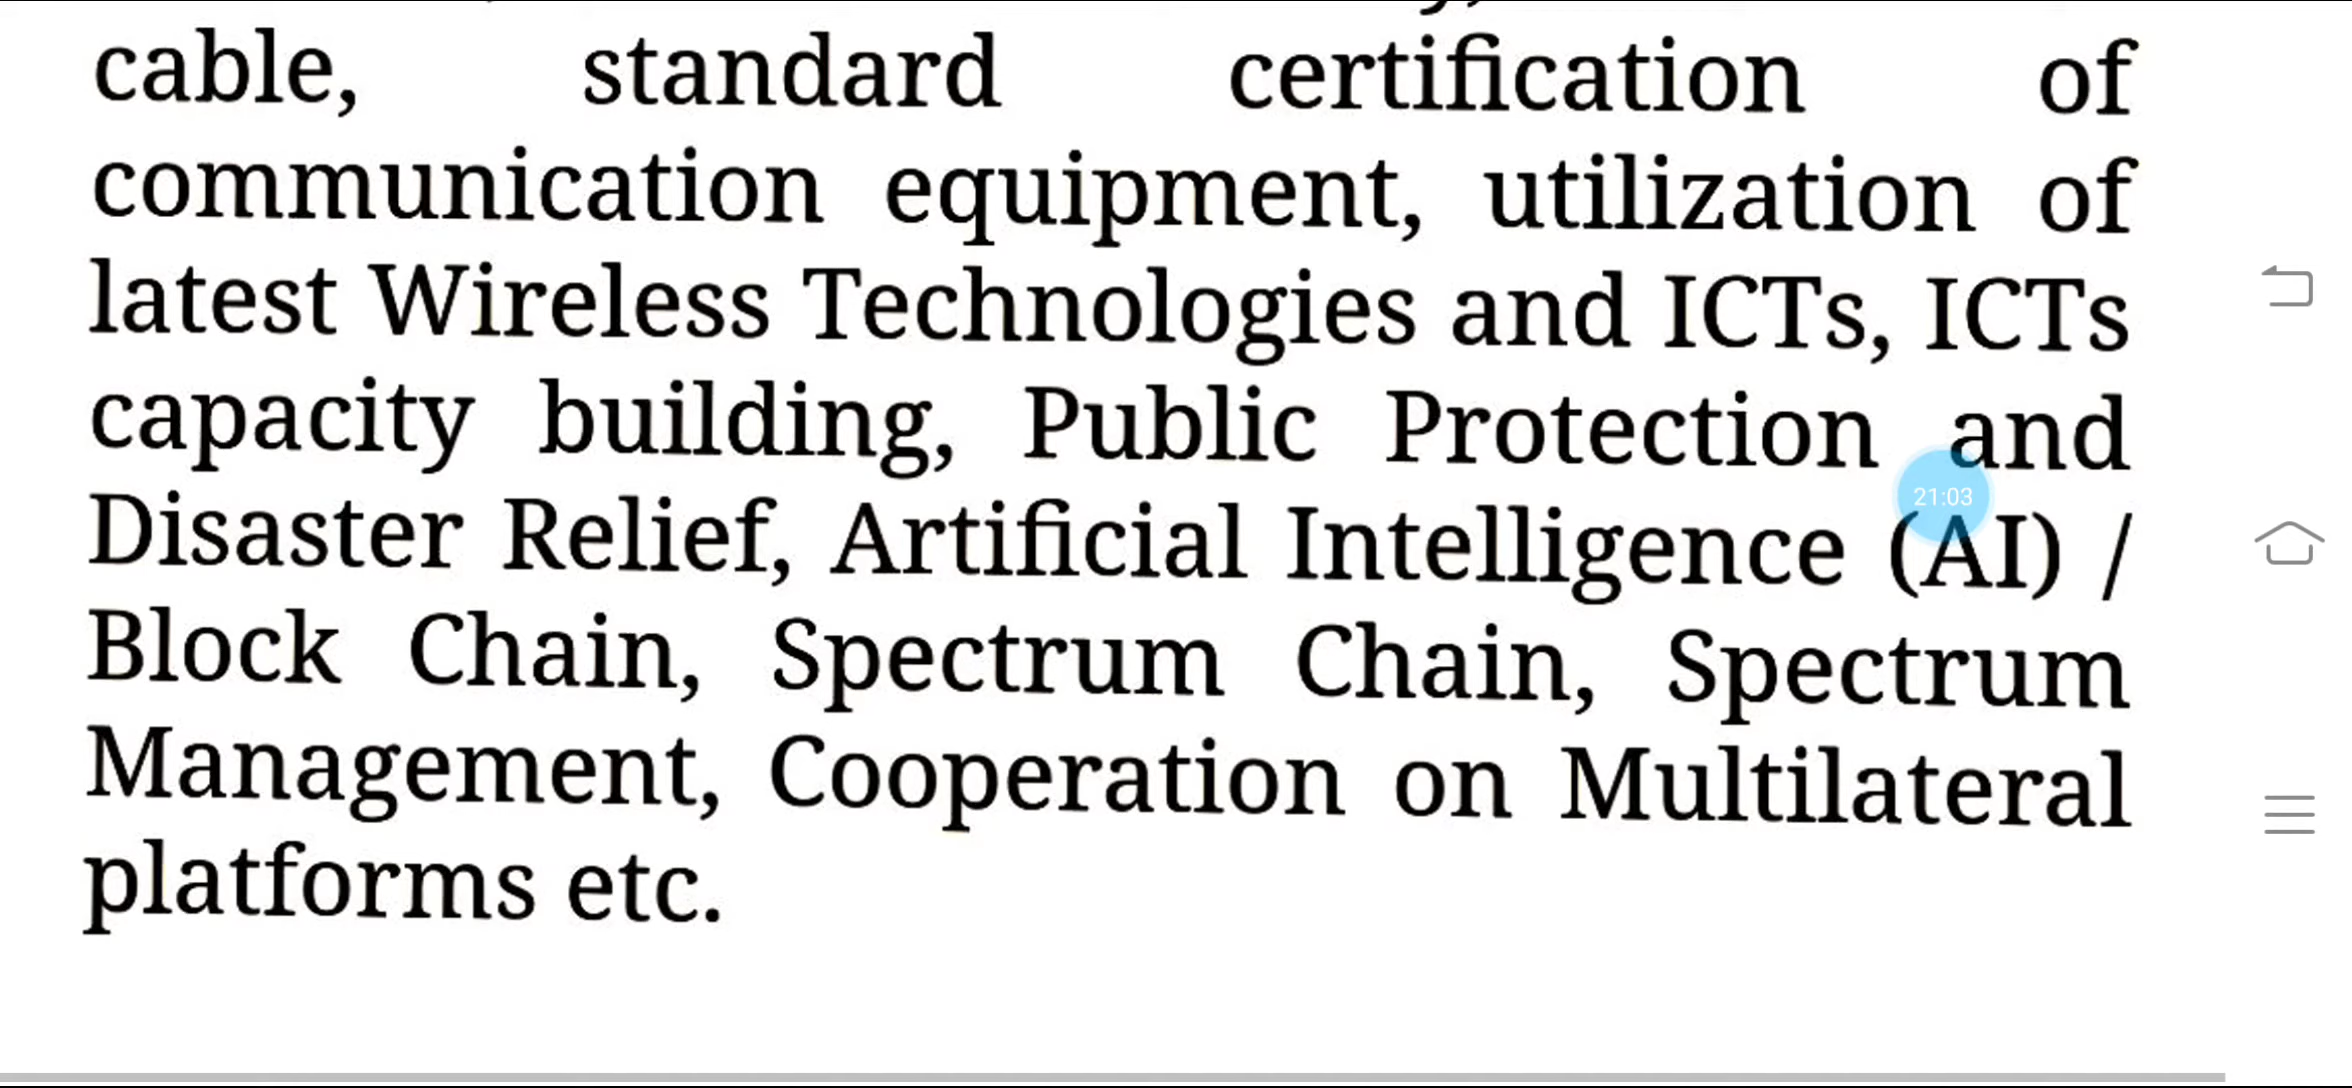 cable, standard certification of
communication equipment, utilization of
latest Wireless Technologies and ICTs, ICTs
capacity building, Public Protection and
21:03
Disaster Relief, Artificial Intelligence (AI) /
Block Chain, Spectrum Chain, Spectrum
Management, Cooperation on Multilateral
platforms etc.